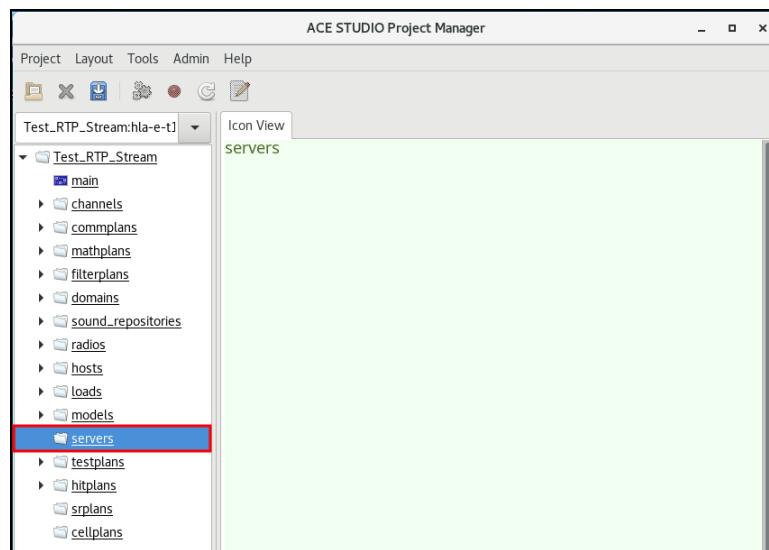 ACE STUDIO Project Manager
Project Layout Tools Admin Help
Test_RTP_Stream:hla-e-t1
Icon View
servers
Test_RTP_Stream
main
channels
commplans
mathplans
filterplans
domains
sound_repositories
radios
hosts
loads
models
servers
testplans
hitplans
srplans
cellplans